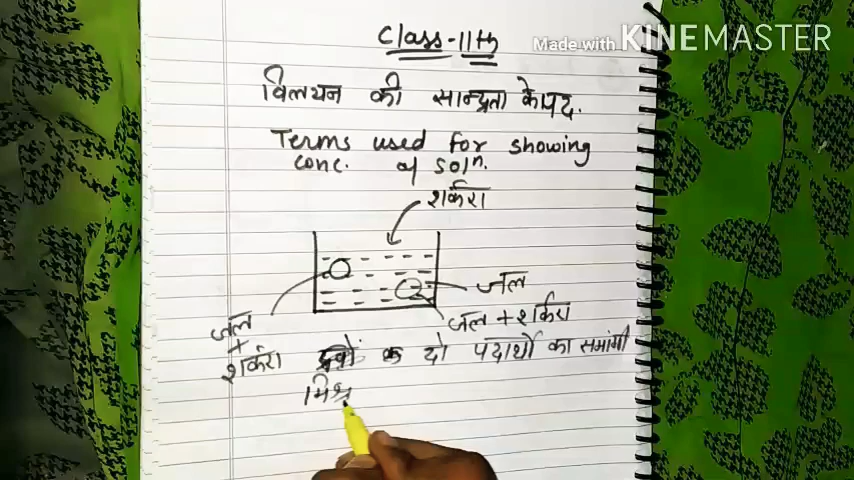 Class-11th
Made with KINEMASTER
विलयन की सान्द्रता के पद.
Terms used for showing
conc. of soln.
शर्करा
जल
जल + शर्करा
जल
+
शर्करा
दो पदार्थो का समांगी
मिश्र